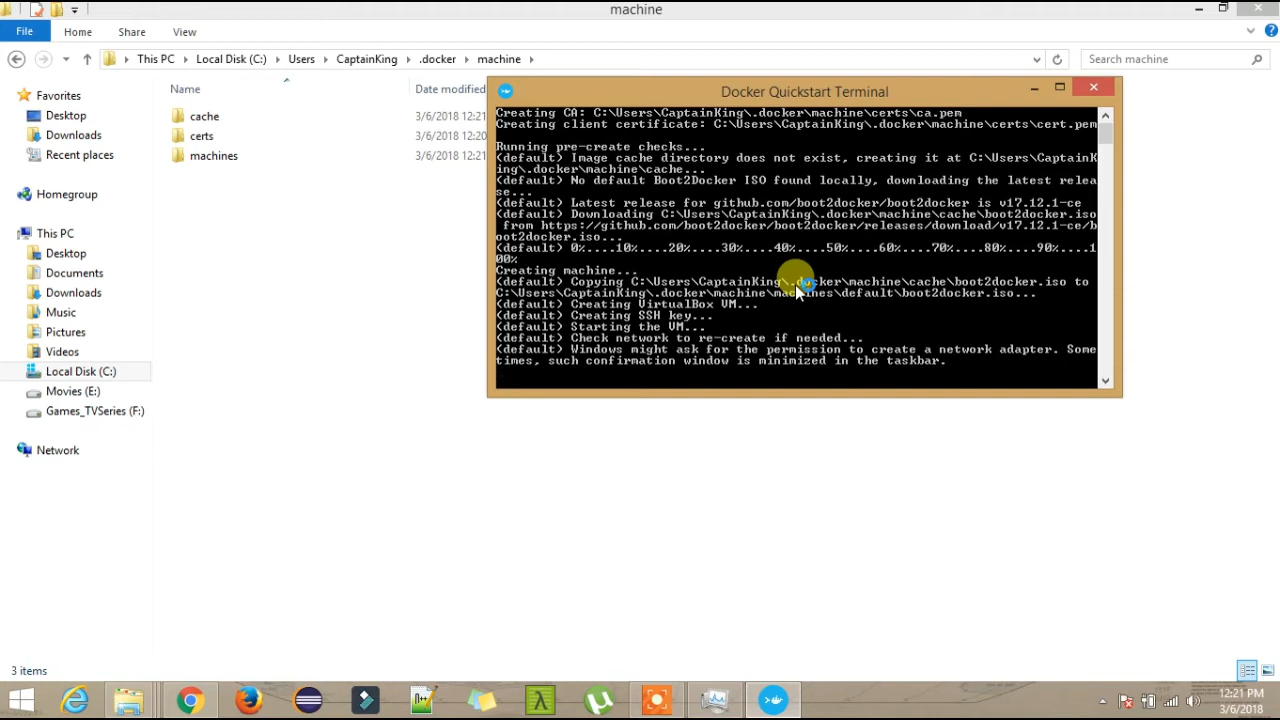 machine
File
Home
Share
View
This PC
Local Disk (C:)
Users
CaptainKing
.docker
machine
Search machine
Favorites
Desktop
Downloads
Recent places
Homegroup
This PC
Desktop
Documents
Downloads
Music
Pictures
Videos
Local Disk (C:)
Movies (E:)
Games_TVSeries (F:)
Network
Name
Date modified
cache
3/6/2018 12:21
certs
3/6/2018 12:20
machines
3/6/2018 12:21
Docker Quickstart Terminal
Creating CA: C:\Users\CaptainKing\.docker\machine\certs\ca.pem
Creating client certificate: C:\Users\CaptainKing\.docker\machine\certs\cert.pem
Running pre-create checks...
(default) Image cache directory does not exist, creating it at C:\Users\CaptainK
ing\.docker\machine\cache...
(default) No default Boot2Docker ISO found locally, downloading the latest relea
se...
(default) Latest release for github.com/boot2docker/boot2docker is v17.12.1-ce
(default) Downloading C:\Users\CaptainKing\.docker\machine\cache\boot2docker.iso
from https://github.com/boot2docker/boot2docker/releases/download/v17.12.1-ce/b
oot2docker.iso...
(default) 0%....10%....20%....30%....40%....50%....60%....70%....80%....90%....1
00%
Creating machine...
(default) Copying C:\Users\CaptainKing\.docker\machine\cache\boot2docker.iso to
C:\Users\CaptainKing\.docker\machine\machines\default\boot2docker.iso...
(default) Creating VirtualBox VM...
(default) Creating SSH key...
(default) Starting the VM...
(default) Check network to re-create if needed...
(default) Windows might ask for the permission to create a network adapter. Some
times, such confirmation window is minimized in the taskbar.
3 items
12:21 PM
3/6/2018